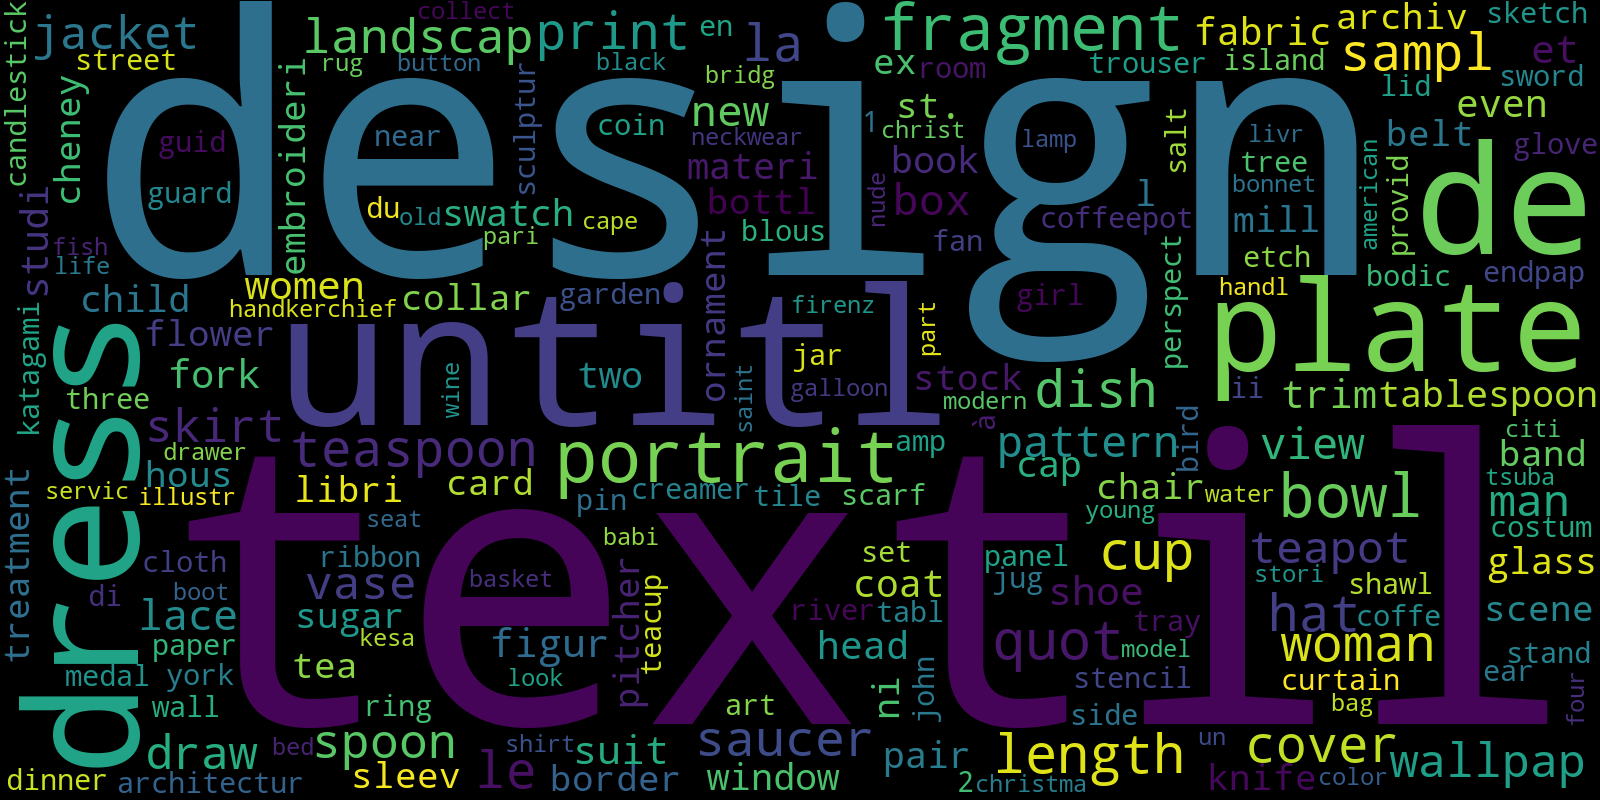 design
textil
untitl
dress
de
plate
portrait
fragment
landscap
print
la
jacket
street
collect
en
fabric
archiv
sketch
sampl
et
candlestick
cheney
rug
button
black
bridg
ex
room
trouser
island
lid
sword
even
embroideri
sculptur
guid
near
coin
new
neckwear
1
st.
christ
lamp
salt
livr
tree
belt
glove
guard
materi
book
bonnet
american
provid
du
old
swatch
pari
cape
bottl
blous
nude
box
fan
l
coffeepot
mill
etch
studi
fish
life
child
women
handkerchief
collar
garden
ornament
firenz
part
girl
perspect
handl
bodic
endpap
katagami
flower
fork
three
skirt
drawer
wine
two
saint
jar
galloon
stock
modern
dish
ii
trim
tablespoon
a
teaspoon
amp
pattern
cap
bird
view
citi
band
tsuba
hous
servic
illustr
libri
card
pin
creamer
tile
scarf
chair
water
young
bowl
man
costum
treatment
seat
babi
cloth
ribbon
basket
set
panel
cup
teapot
glass
di
boot
vase
pitcher
teacup
coat
jug
shoe
stori
shawl
lace
sugar
kesa
river
tabl
tray
hat
coffe
scene
paper
figur
head
quot
model
woman
stand
medal
york
tea
look
ni
john
stencil
curtain
ear
wall
ring
art
side
bag
four
draw
bed
spoon
shirt
suit
saucer
pair
length
un
cover
wallpap
dinner
architectur
sleev
le
border
window
2
christma
knife
color